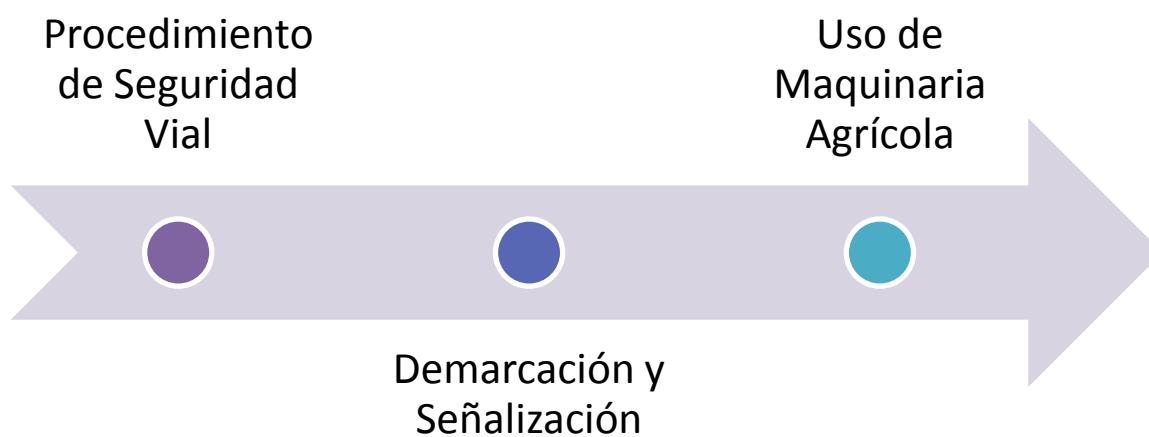 Procedimiento
de Seguridad
Vial
Demarcación y
Señalización
Uso de
Maquinaria
Agrícola